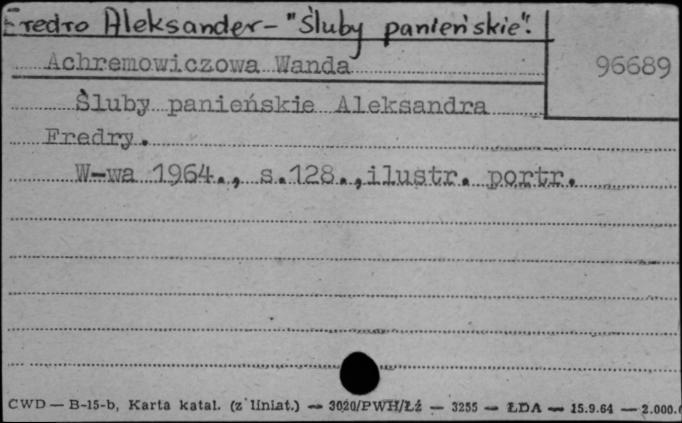 Fredro Aleksander - "Śluby panieńskie".
Achremowiczowa Wanda
96689
Śluby panieńskie Aleksandra
Fredry.
W-wa 1964., s.128.,ilustr. portr.
CWD — B-15-b, Karta katal. (z liniat.) — 3020/PWH/Łź — 3255 — ŁDA — 15.9.64 — 2.000.